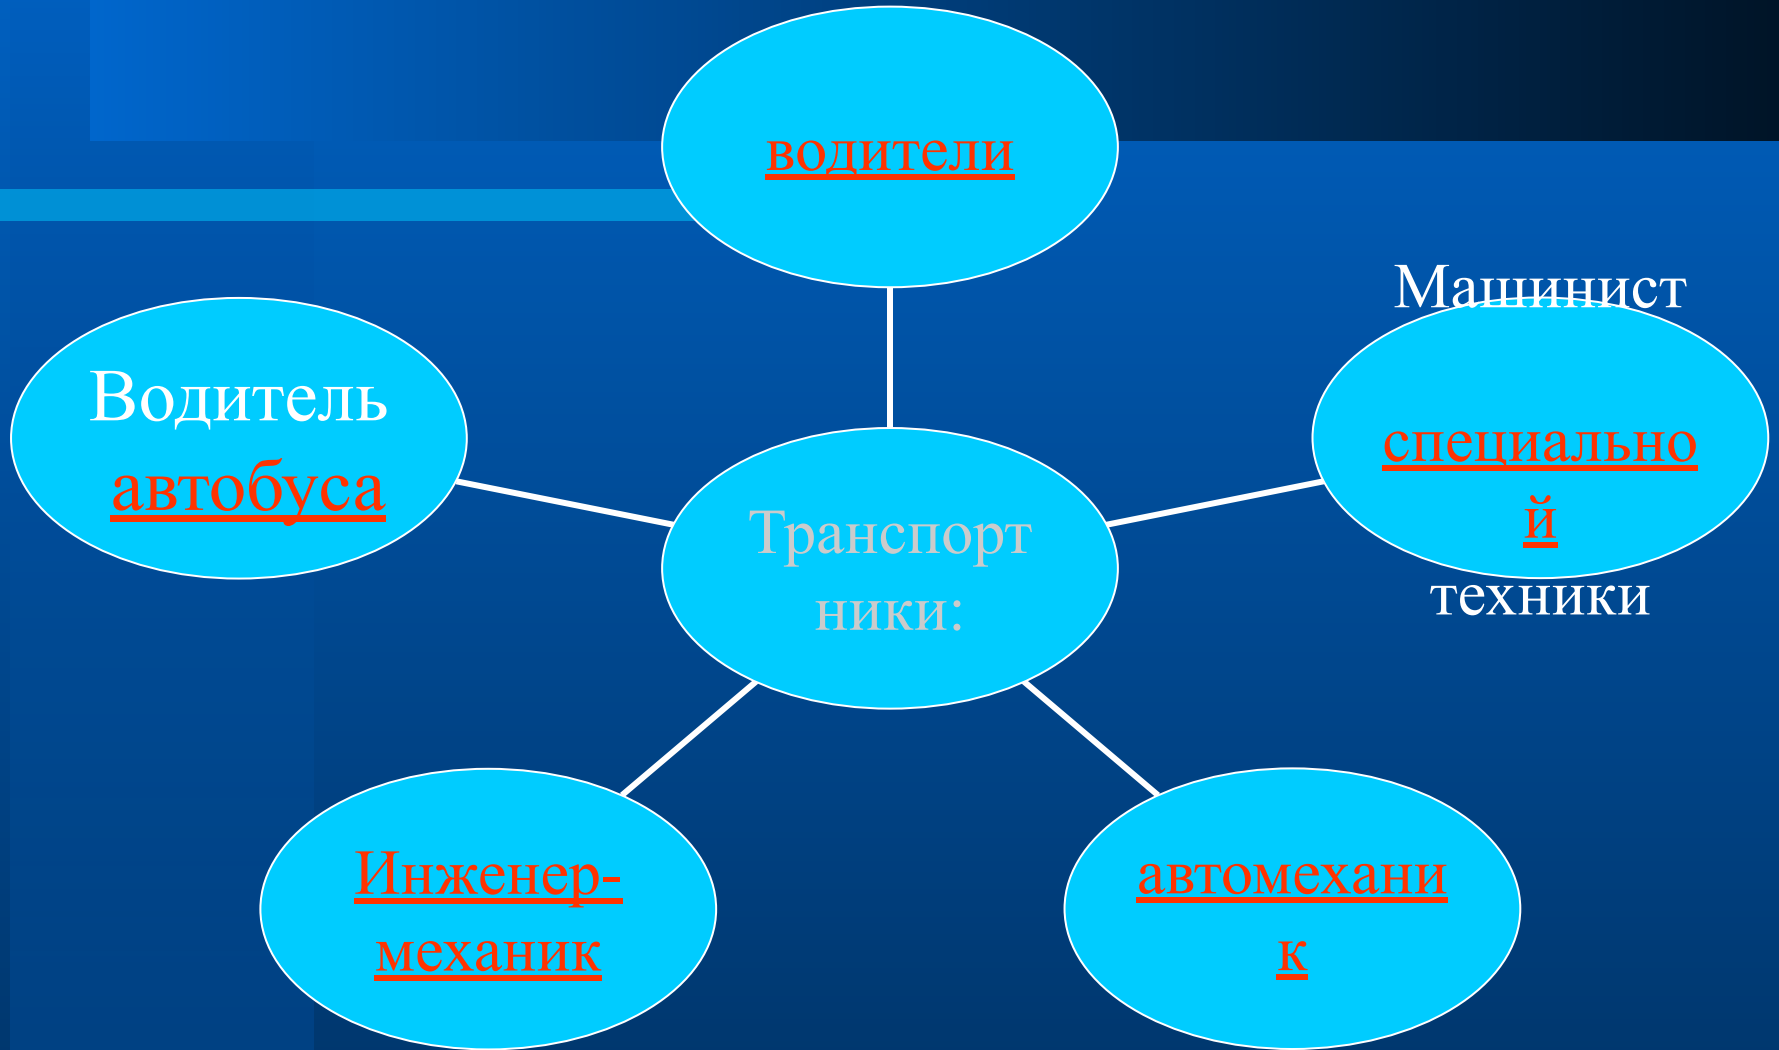 водители
Машинист
специально
й
техники
Водитель
автобуса
Транспорт
ники:
Инженер-
механик
автомехани
к